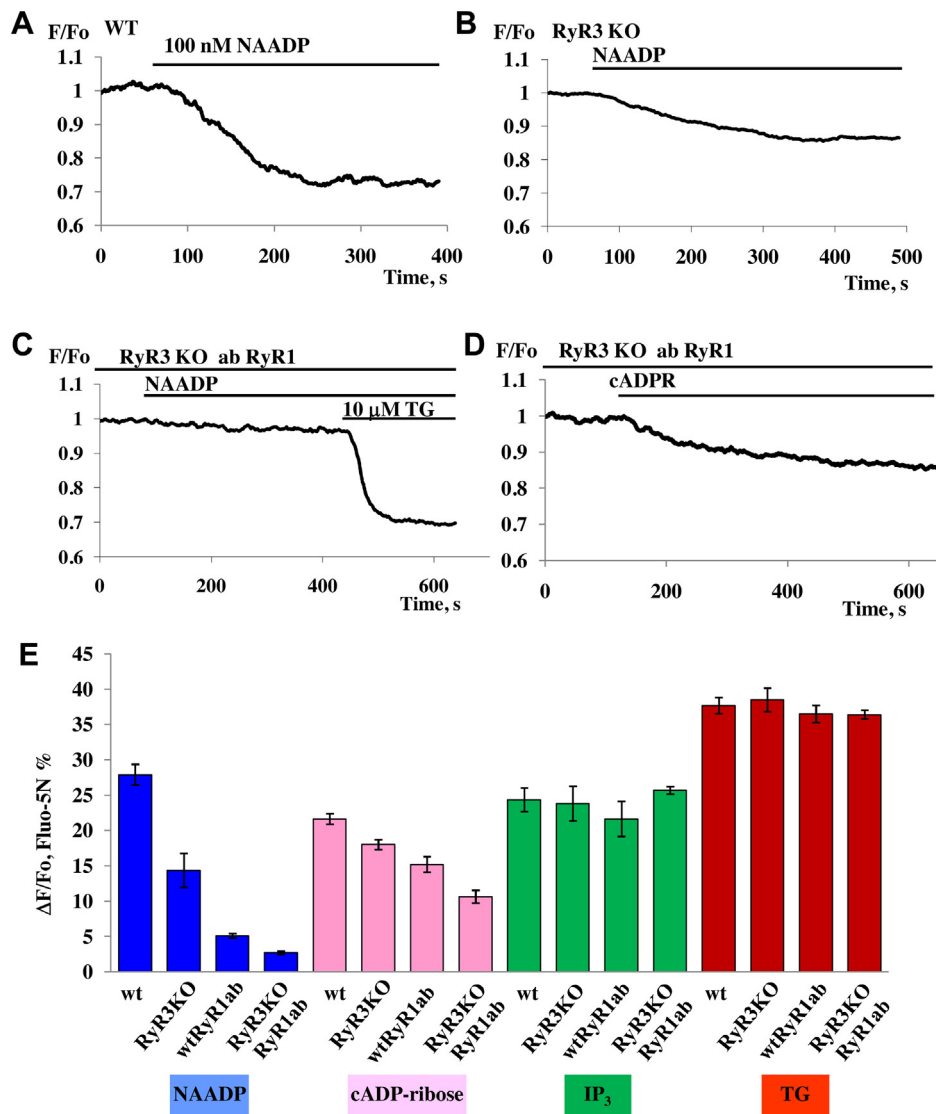 A
F/Fo
WT
100 nM NAADP
1.1
1
0.9
0.8
0.7
0.6
0
100
200
300
400
Time, s
B
F/Fo
RyR3 KO
NAADP
1.1
1
0.9
0.8
0.7
0.6
0
100
200
300
400
500
Time, s
C
F/Fo
RyR3 KO ab RyR1
NAADP
10 μM TG
1.1
1
0.9
0.8
0.7
0.6
0
200
400
600
Time, s
D
F/Fo
RyR3 KO ab RyR1
cADPR
1.1
1
0.9
0.8
0.7
0.6
0
200
400
600
Time, s
E
ΔF/Fo, Fluo-5N %
45
40
35
30
25
20
15
10
5
0
wt
RyR3KO
wtRyR1ab
RyR3KO
RyR1ab
wt
RyR3KO
wtRyR1ab
RyR3KO
RyR1ab
wt
RyR3KO
wtRyR1ab
RyR3KO
RyR1ab
wt
RyR3KO
wtRyR1ab
RyR3KO
RyR1ab
NAADP
cADP-ribose
IP₃
TG